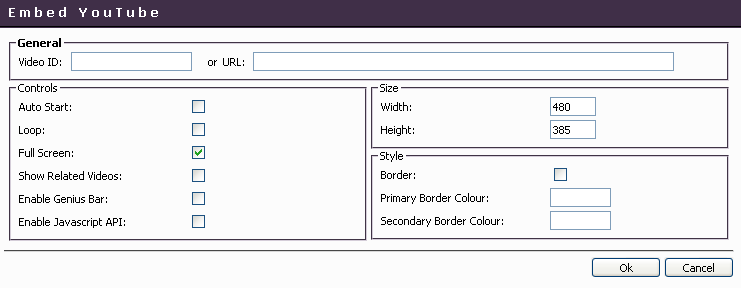 Embed YouTube
General
Video ID: or URL:
Controls
Auto Start:
Loop:
Full Screen:
Show Related Videos:
Enable Genius Bar:
Enable Javascript API:
Size
Width: 480
Height: 385
Style
Border:
Primary Border Colour:
Secondary Border Colour:
Ok Cancel